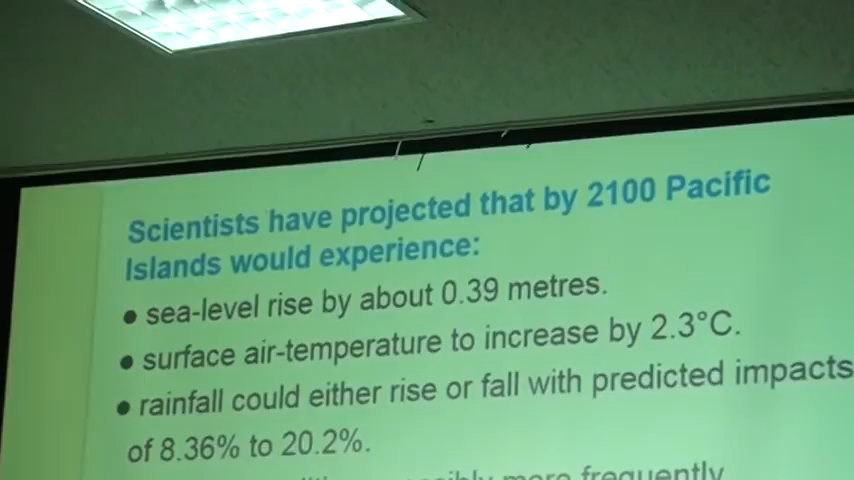 Scientists have projected that by 2100 Pacific
Islands would experience:
• sea-level rise by about 0.39 metres.
• surface air-temperature to increase by 2.3°C.
• rainfall could either rise or fall with predicted impacts
of 8.36% to 20.2%.
more frequently